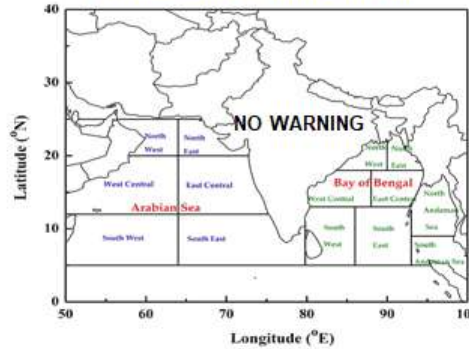 40
30
20
10
0
Latitude (°N)
NO WARNING
North
West
North
East
North
West
North
East
West Central
East Central
Bay of Bengal
West Central
East Central
North
Andaman
Sea
Arabian Sea
South West
South East
South
West
South
East
South
Andaman Sea
50 60 70 80 90 100
Longitude (°E)